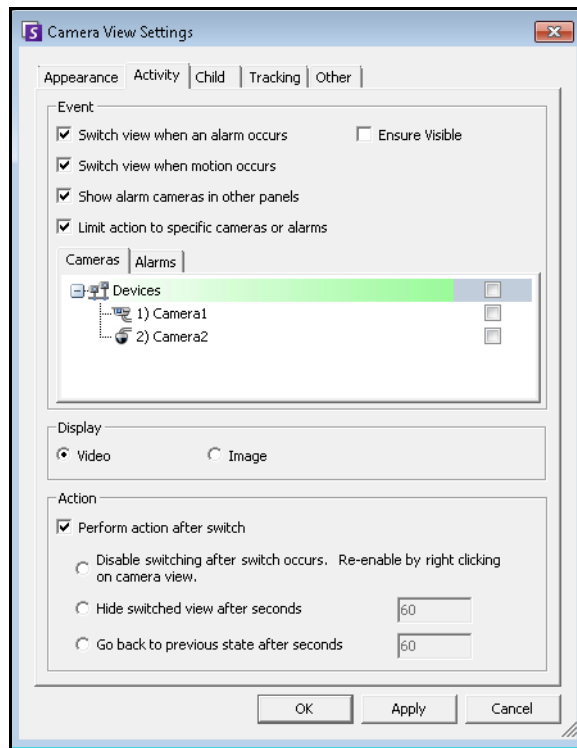 Camera View Settings
Appearance Activity Child Tracking Other
Event
Switch view when an alarm occurs Ensure Visible
Switch view when motion occurs
Show alarm cameras in other panels
Limit action to specific cameras or alarms
Cameras Alarms
Devices
1) Camera1
2) Camera2
Display
Video Image
Action
Perform action after switch
Disable switching after switch occurs. Re-enable by right clicking
on camera view.
Hide switched view after seconds 60
Go back to previous state after seconds 60
OK Apply Cancel